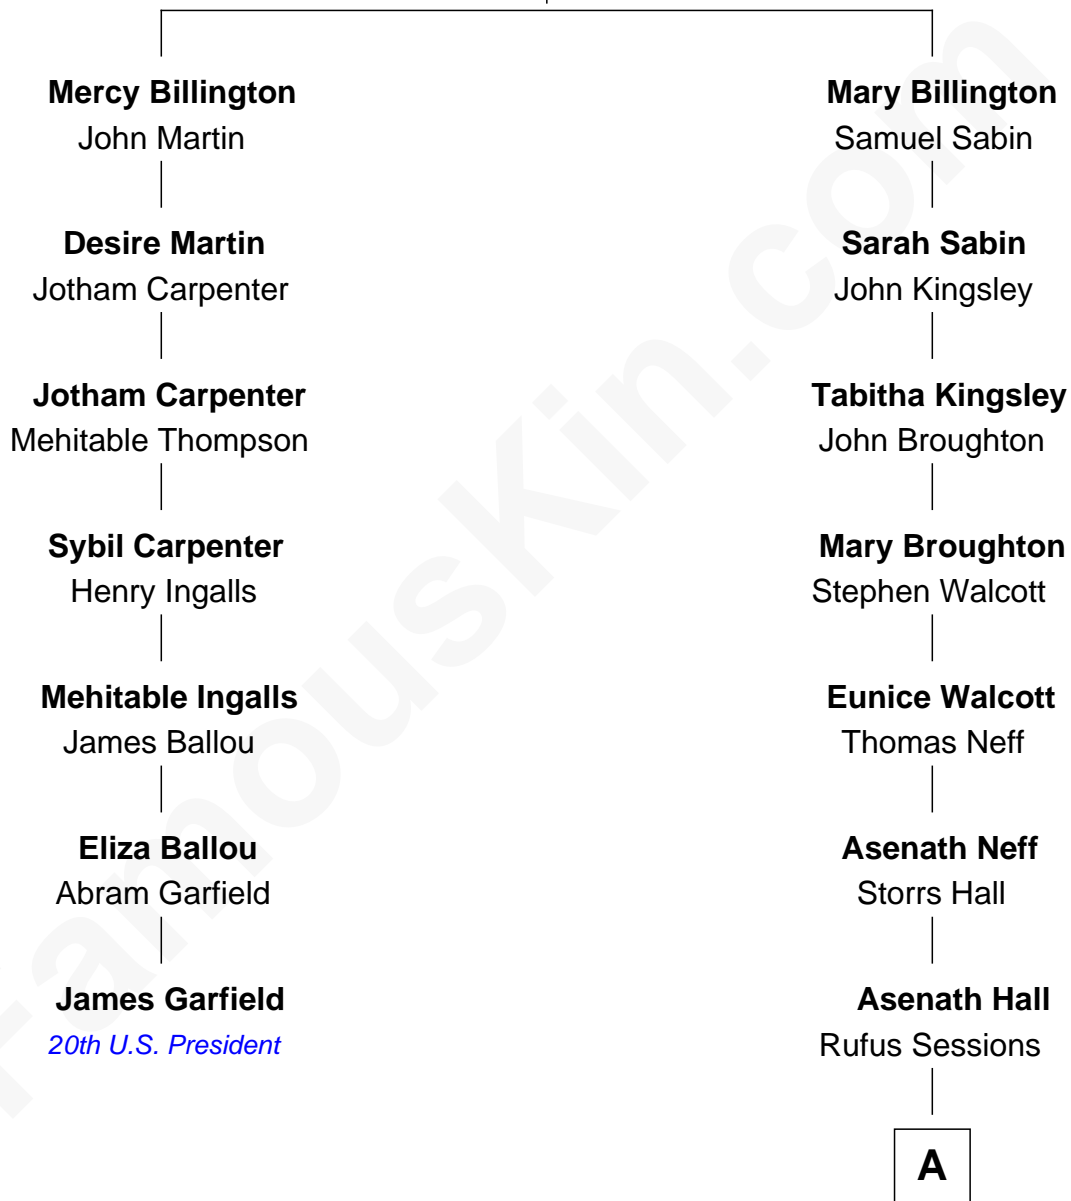 Mercy Billington
John Martin
Desire Martin
Jotham Carpenter
Jotham Carpenter
Mehitable Thompson
Sybil Carpenter
Henry Ingalls
Mehitable Ingalls
James Ballou
Eliza Ballou
Abram Garfield
James Garfield
20th U.S. President
Mary Billington
Samuel Sabin
Sarah Sabin
John Kingsley
Tabitha Kingsley
John Broughton
Mary Broughton
Stephen Walcott
Eunice Walcott
Thomas Neff
Asenath Neff
Storrs Hall
Asenath Hall
Rufus Sessions
A
FamousKin.com